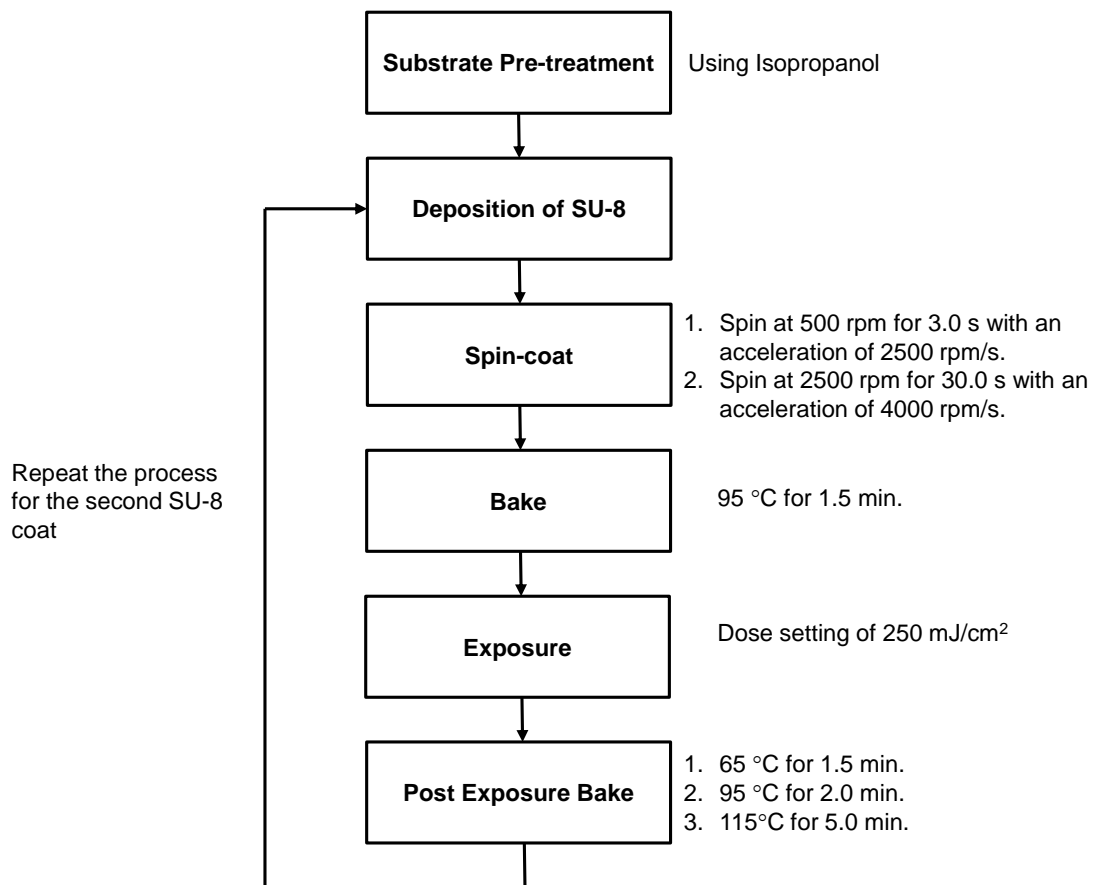 Substrate Pre-treatment
Using Isopropanol
Deposition of SU-8
Spin-coat
1. Spin at 500 rpm for 3.0 s with an
acceleration of 2500 rpm/s.
2. Spin at 2500 rpm for 30.0 s with an
acceleration of 4000 rpm/s.
Repeat the process
for the second SU-8
coat
Bake
95 °C for 1.5 min.
Exposure
Dose setting of 250 mJ/cm²
Post Exposure Bake
1. 65 °C for 1.5 min.
2. 95 °C for 2.0 min.
3. 115°C for 5.0 min.